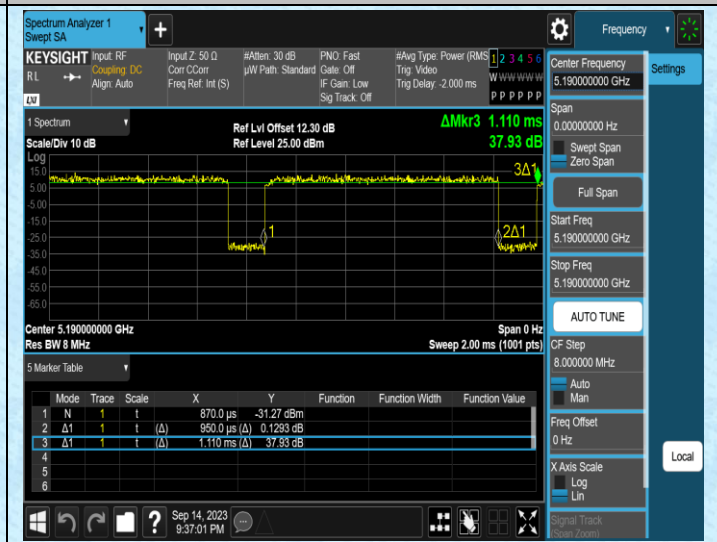 Spectrum Analyzer 1
Swept SA
+
Frequency
KEYSIGHT
RL
LXI
Input: RF
Coupling: DC
Align: Auto
Input Z: 50 Ω
Corr CCorr
Freq Ref: Int (S)
#Atten: 30 dB
µW Path: Standard
PNO: Fast
Gate: Off
IF Gain: Low
Sig Track: Off
#Avg Type: Power (RMS
Trig: Video
Trig Delay: -2.000 ms
1 2 3 4 5 6
W W W W W W
P P P P P P
Center Frequency
5.190000000 GHz
Settings
1 Spectrum
Scale/Div 10 dB
Ref Lvl Offset 12.30 dB
Ref Level 25.00 dBm
ΔMkr3 1.110 ms
37.93 dB
Log
15.0
5.00
-5.00
-15.0
-25.0
-35.0
-45.0
-55.0
-65.0
3Δ1
1
2Δ1
Center 5.190000000 GHz
Res BW 8 MHz
Span 0 Hz
Sweep 2.00 ms (1001 pts)
Span
0.00000000 Hz
Swept Span
Zero Span
Full Span
Start Freq
5.190000000 GHz
Stop Freq
5.190000000 GHz
AUTO TUNE
CF Step
8.000000 MHz
Auto
Man
Freq Offset
0 Hz
X Axis Scale
Log
Lin
Signal Track
(Span Zoom)
Local
5 Marker Table
Mode Trace Scale X Y Function Function Width Function Value
1 N 1 t 870.0 µs -31.27 dBm
2 Δ1 1 t (Δ) 950.0 µs (Δ) 0.1293 dB
3 Δ1 1 t (Δ) 1.110 ms (Δ) 37.93 dB
4
5
6
?
Sep 14, 2023
9:37:01 PM